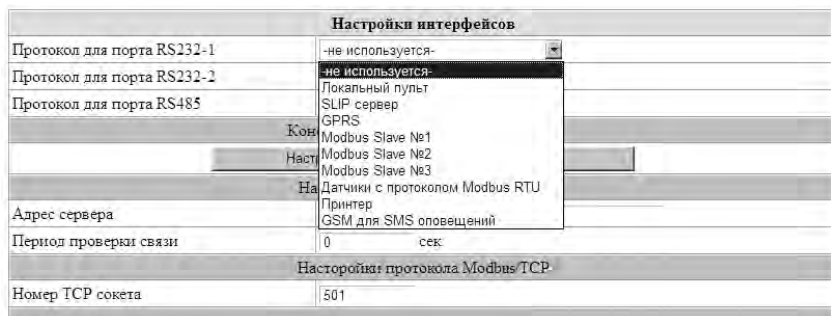 Настройки интерфейсов
Протокол для порта RS232-1 -не используется-
-не используется-
Протокол для порта RS232-2
Локальный пульт
SLIP сервер
Протокол для порта RS485
GPRS
Modbus Slave №1
Modbus Slave №2
Modbus Slave №3
Датчики с протоколом Modbus RTU
Принтер
Адрес сервера
GSM для SMS оповещений
Период проверки связи 0 сек
Насторойки протокола Modbus/TCP
Номер TCP сокета 501